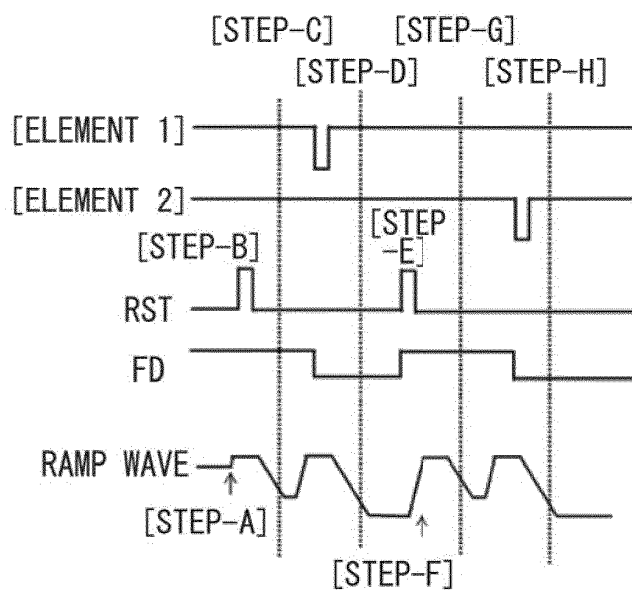 [STEP-C] [STEP-G]
[STEP-D] [STEP-H]
[ELEMENT 1]
[ELEMENT 2]
[STEP-B] [STEP
-E]
RST
FD
RAMP WAVE
[STEP-A]
[STEP-F]